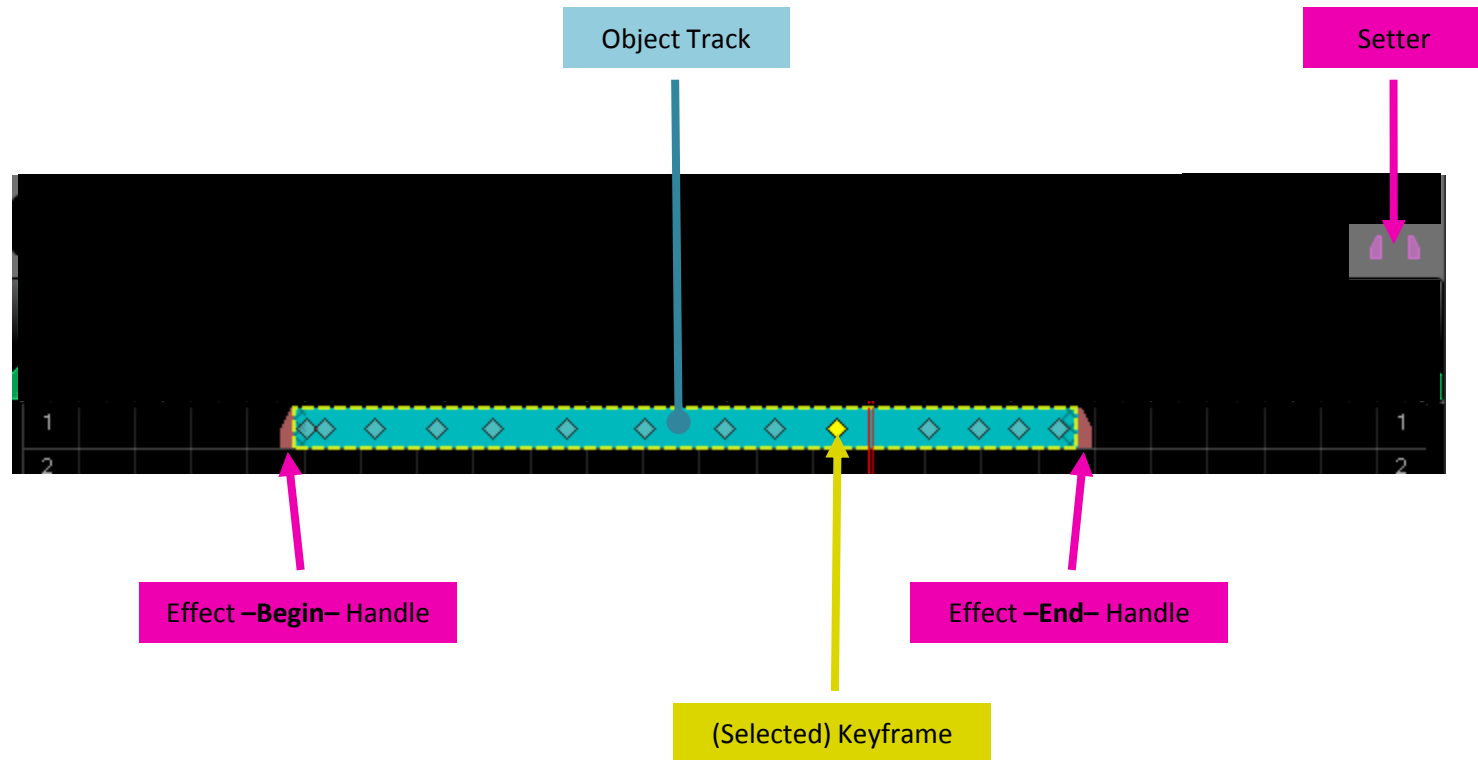 Object Track
Setter
1
1
2
2
Effect –Begin– Handle
Effect –End– Handle
(Selected) Keyframe